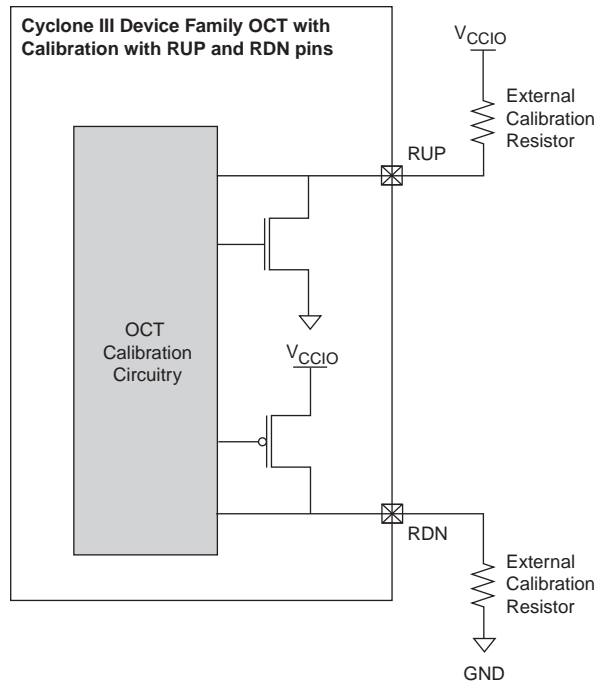 Cyclone III Device Family OCT with
Calibration with RUP and RDN pins
VCCIO
External
Calibration
Resistor
RUP
OCT
Calibration
Circuitry
VCCIO
RDN
External
Calibration
Resistor
GND